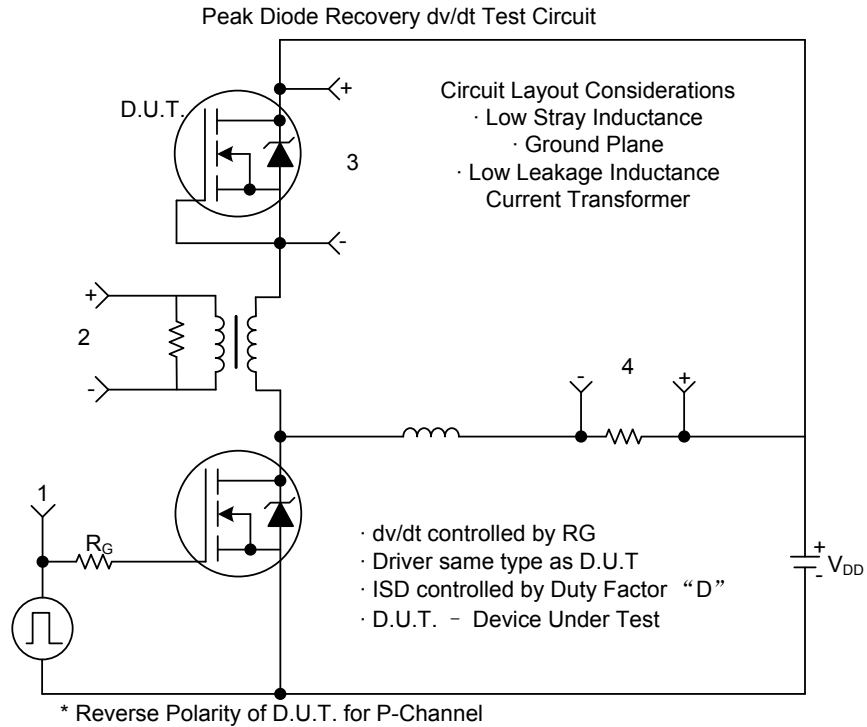 Peak Diode Recovery dv/dt Test Circuit
+
D.U.T.
Circuit Layout Considerations
· Low Stray Inductance
· Ground Plane
· Low Leakage Inductance
Current Transformer
3
-
+
2
-
4
- +
1
RG
· dv/dt controlled by RG
· Driver same type as D.U.T
· ISD controlled by Duty Factor “D”
· D.U.T. - Device Under Test
+
VDD
-
* Reverse Polarity of D.U.T. for P-Channel